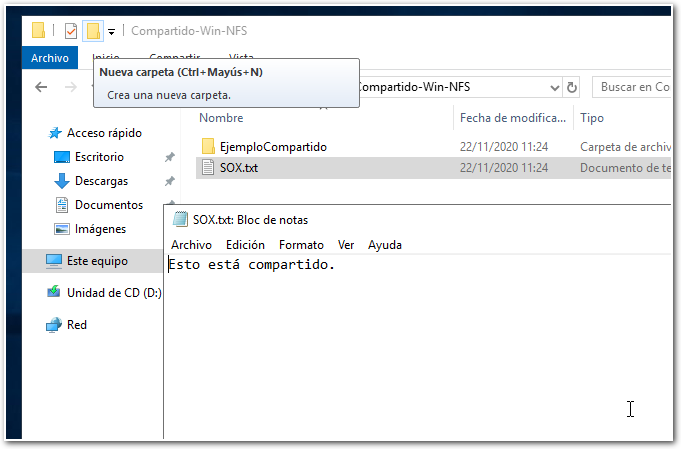 Compartido-Win-NFS
Archivo Inicio Compartir Vista
Nueva carpeta (Ctrl+Mayús+N)
Crea una nueva carpeta.
Compartido-Win-NFS
Buscar en Co
Nombre Fecha de modifica... Tipo
Acceso rápido
Escritorio
Descargas
Documentos
Imágenes
Este equipo
Unidad de CD (D:)
Red
EjemploCompartido 22/11/2020 11:24 Carpeta de archiv
SOX.txt 22/11/2020 11:24 Documento de te
SOX.txt: Bloc de notas
Archivo Edición Formato Ver Ayuda
Esto está compartido.